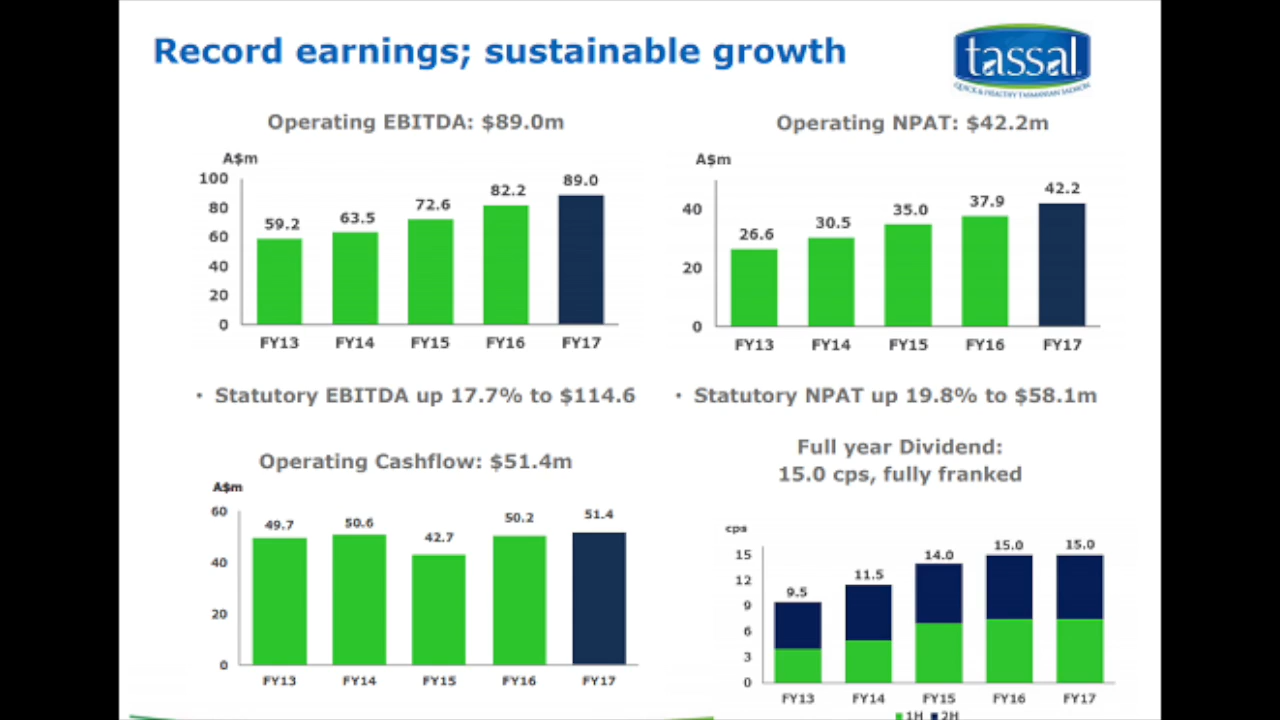 Record earnings; sustainable growth
tassal
QUICK & HEALTHY TASMANIAN SALMON
Operating EBITDA: $89.0m
A$m
100
80
60
40
20
0
59.2
63.5
72.6
82.2
89.0
FY13
FY14
FY15
FY16
FY17
Operating NPAT: $42.2m
A$m
40
20
0
26.6
30.5
35.0
37.9
42.2
FY13
FY14
FY15
FY16
FY17
• Statutory EBITDA up 17.7% to $114.6
• Statutory NPAT up 19.8% to $58.1m
Operating Cashflow: $51.4m
A$m
60
40
20
0
49.7
50.6
42.7
50.2
51.4
FY13
FY14
FY15
FY16
FY17
Full year Dividend:
15.0 cps, fully franked
cps
15
12
9
6
3
0
9.5
11.5
14.0
15.0
15.0
FY13
FY14
FY15
FY16
FY17
1H 2H